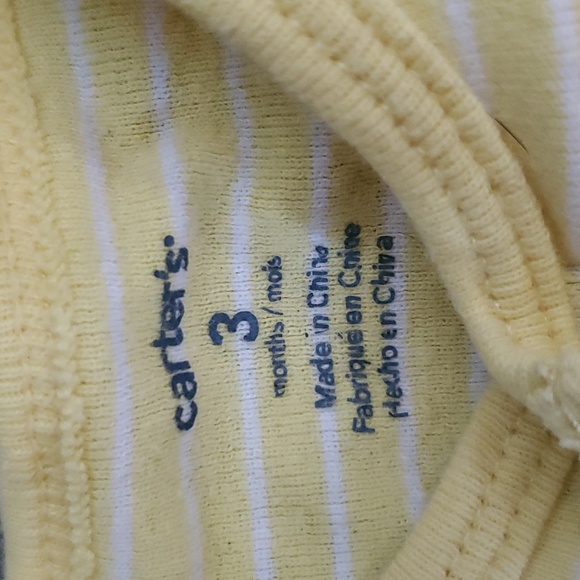 carter's
3
months / mois
Made in China
Fabriqué en Chine
Hecho en China